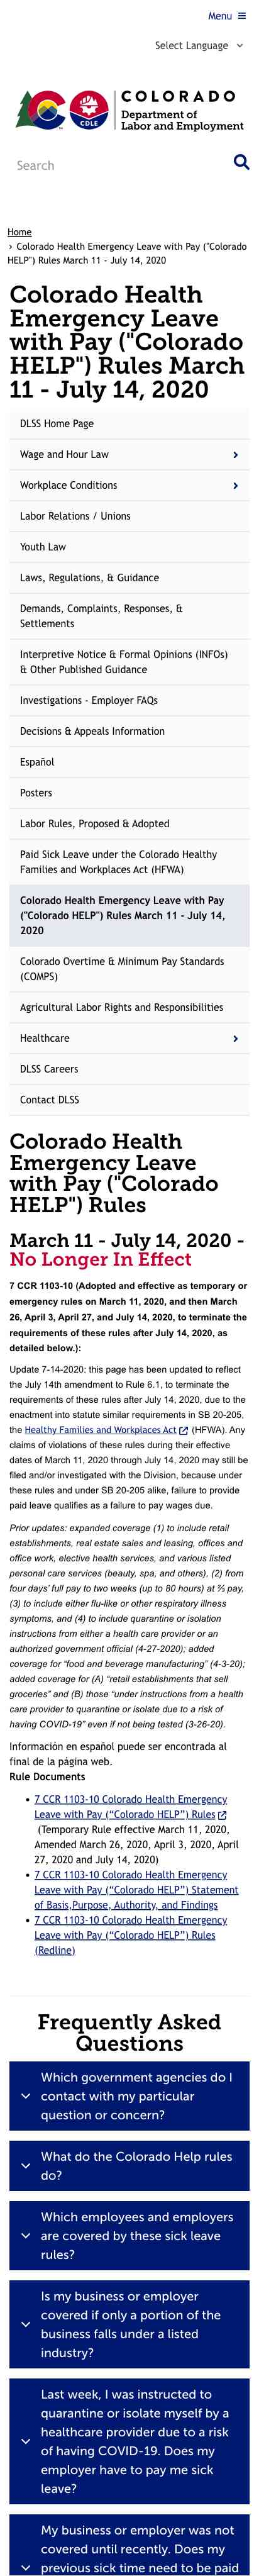 Menu
Select Language
CDLE
COLORADO
Department of
Labor and Employment
Search
Home
› Colorado Health Emergency Leave with Pay ("Colorado
HELP") Rules March 11 - July 14, 2020
Colorado Health
Emergency Leave
with Pay ("Colorado
HELP") Rules March
11 - July 14, 2020
DLSS Home Page
Wage and Hour Law
Workplace Conditions
Labor Relations / Unions
Youth Law
Laws, Regulations, & Guidance
Demands, Complaints, Responses, &
Settlements
Interpretive Notice & Formal Opinions (INFOs)
& Other Published Guidance
Investigations - Employer FAQs
Decisions & Appeals Information
Español
Posters
Labor Rules, Proposed & Adopted
Paid Sick Leave under the Colorado Healthy
Families and Workplaces Act (HFWA)
Colorado Health Emergency Leave with Pay
("Colorado HELP") Rules March 11 - July 14,
2020
Colorado Overtime & Minimum Pay Standards
(COMPS)
Agricultural Labor Rights and Responsibilities
Healthcare
DLSS Careers
Contact DLSS
Colorado Health
Emergency Leave
with Pay ("Colorado
HELP") Rules
March 11 - July 14, 2020 -
No Longer In Effect
7 CCR 1103-10 (Adopted and effective as temporary or
emergency rules on March 11, 2020, and then March
26, April 3, April 27, and July 14, 2020, to terminate the
requirements of these rules after July 14, 2020, as
detailed below.):
Update 7-14-2020: this page has been updated to reflect
the July 14th amendment to Rule 6.1, to terminate the
requirements of these rules after July 14, 2020, due to the
enactment into statute similar requirements in SB 20-205,
the Healthy Families and Workplaces Act (HFWA). Any
claims of violations of these rules during their effective
dates of March 11, 2020 through July 14, 2020 may still be
filed and/or investigated with the Division, because under
these rules and under SB 20-205 alike, failure to provide
paid leave qualifies as a failure to pay wages due.
Prior updates: expanded coverage (1) to include retail
establishments, real estate sales and leasing, offices and
office work, elective health services, and various listed
personal care services (beauty, spa, and others), (2) from
four days’ full pay to two weeks (up to 80 hours) at ⅔ pay,
(3) to include either flu-like or other respiratory illness
symptoms, and (4) to include quarantine or isolation
instructions from either a health care provider or an
authorized government official (4-27-2020); added
coverage for “food and beverage manufacturing” (4-3-20);
added coverage for (A) “retail establishments that sell
groceries” and (B) those “under instructions from a health
care provider to quarantine or isolate due to a risk of
having COVID-19” even if not being tested (3-26-20).
Información en español puede ser encontrada al
final de la página web.
Rule Documents
• 7 CCR 1103-10 Colorado Health Emergency
Leave with Pay (“Colorado HELP”) Rules
(Temporary Rule effective March 11, 2020,
Amended March 26, 2020, April 3, 2020, April
27, 2020 and July 14, 2020)
• 7 CCR 1103-10 Colorado Health Emergency
Leave with Pay (“Colorado HELP”) Statement
of Basis,Purpose, Authority, and Findings
• 7 CCR 1103-10 Colorado Health Emergency
Leave with Pay (“Colorado HELP”) Rules
(Redline)
Frequently Asked
Questions
Which government agencies do I
contact with my particular
question or concern?
What do the Colorado Help rules
do?
Which employees and employers
are covered by these sick leave
rules?
Is my business or employer
covered if only a portion of the
business falls under a listed
industry?
Last week, I was instructed to
quarantine or isolate myself by a
healthcare provider due to a risk
of having COVID-19. Does my
employer have to pay me sick
leave?
My business or employer was not
covered until recently. Does my
previous sick time need to be paid